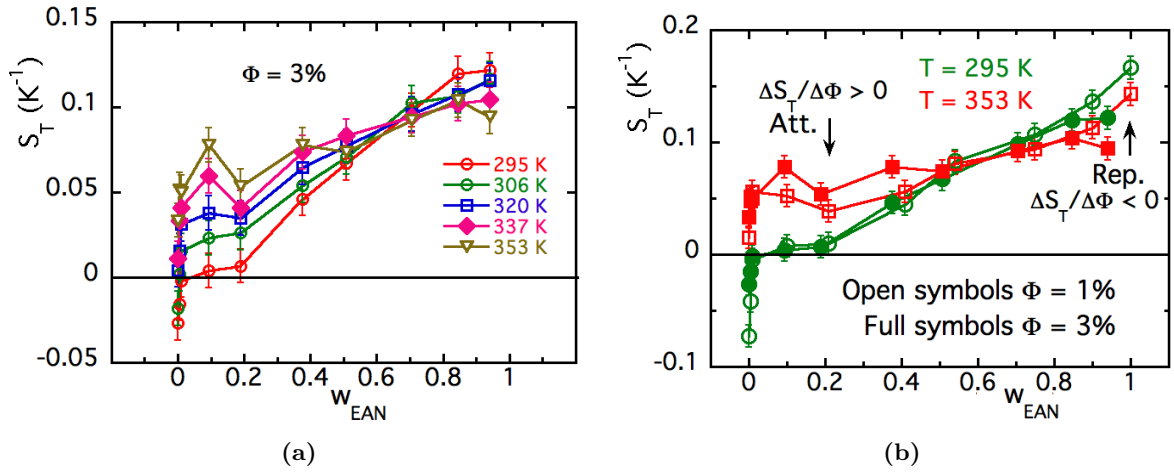 0.15
0.1
0.05
0
-0.05
S_T (K⁻¹)
Φ = 3%
295 K
306 K
320 K
337 K
353 K
0 0.2 0.4 0.6 0.8 1
w_EAN
(a)
0.2
0.1
0
-0.1
S_T (K⁻¹)
T = 295 K
T = 353 K
ΔS_T/ΔΦ > 0
Att.
Rep.
ΔS_T/ΔΦ < 0
Open symbols Φ = 1%
Full symbols Φ = 3%
0 0.2 0.4 0.6 0.8 1
w_EAN
(b)